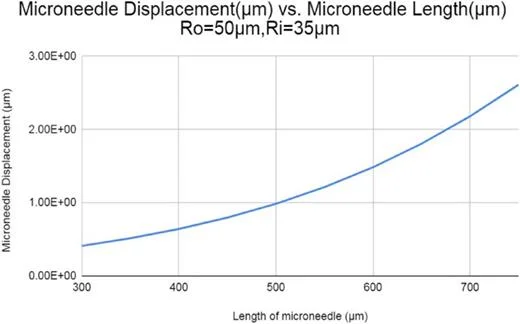 Microneedle Displacement(μm) vs. Microneedle Length(μm)
Ro=50μm,Ri=35μm
Microneedle Displacement (μm)
3.00E+00
2.00E+00
1.00E+00
0.00E+00
300 400 500 600 700
Length of microneedle (μm)